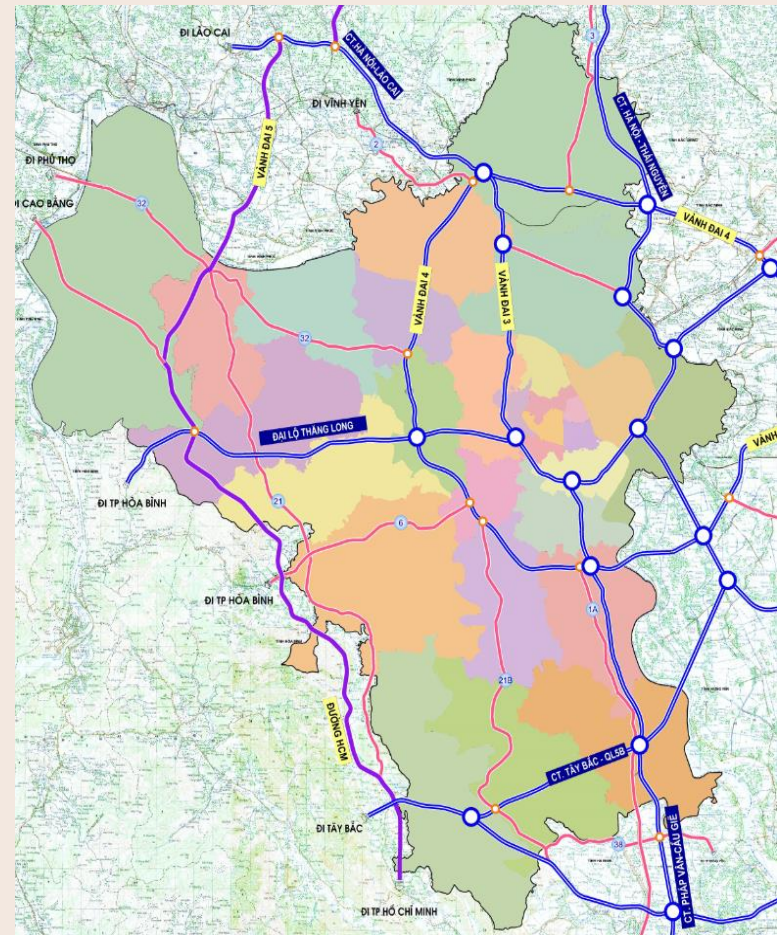 ĐI LÀO CAI
CT.HÀ NỘI-LAO CAI
3
ĐI VĨNH YÊN
2
CT. HÀ NỘI - THÁI NGUYÊN
VÀNH ĐAI 5
ĐI PHÚ THỌ
ĐI CAO BẰNG
32
VÀNH ĐAI 4
VÀNH ĐAI 4
VÀNH ĐAI 3
32
ĐẠI LỘ THĂNG LONG
VÀNH
ĐI TP HÒA BÌNH
21
6
ĐI TP HÒA BÌNH
1A
21B
ĐƯỜNG HCM
CT. TÂY BẮC - QL5B
ĐI TÂY BẮC
38
CT. PHÁP VÂN-CẦU GIẼ
ĐI TP.HỒ CHÍ MINH